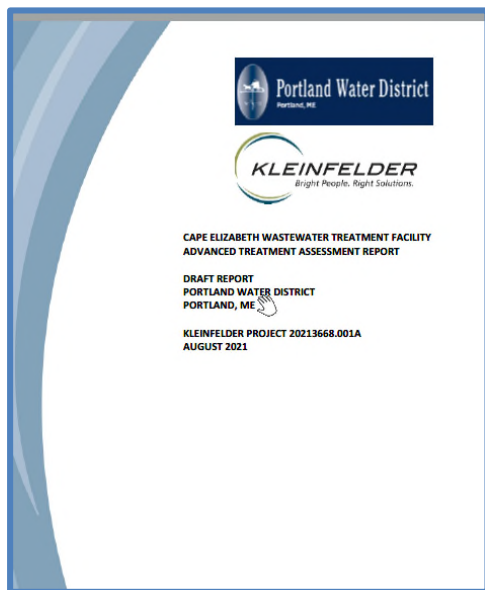 Portland Water District
Portland, ME
KLEINFELDER
Bright People. Right Solutions.
CAPE ELIZABETH WASTEWATER TREATMENT FACILITY
ADVANCED TREATMENT ASSESSMENT REPORT
DRAFT REPORT
PORTLAND WATER DISTRICT
PORTLAND, ME
KLEINFELDER PROJECT 20213668.001A
AUGUST 2021